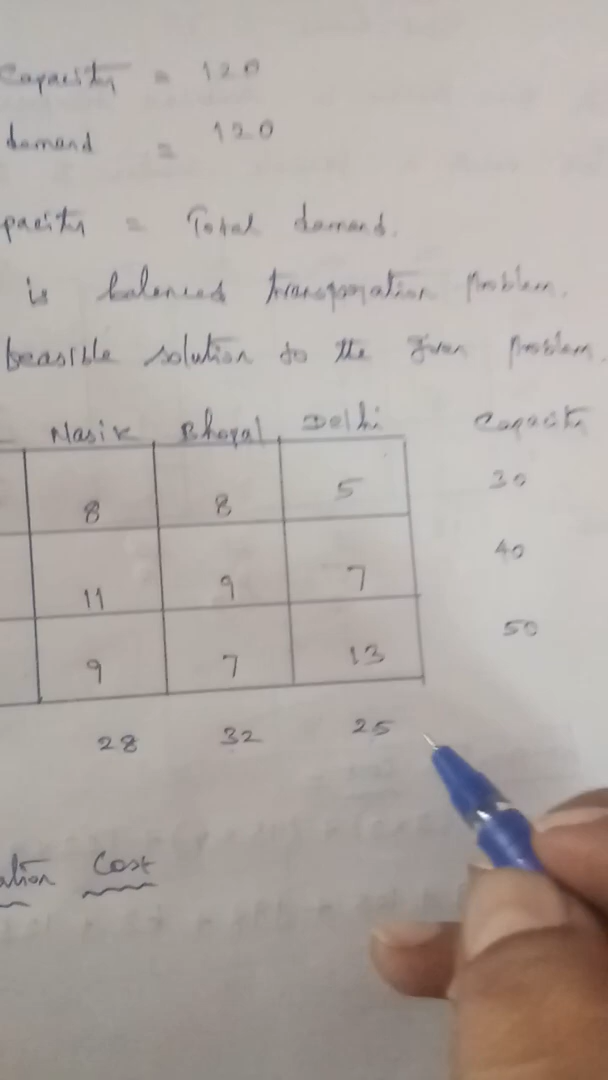 Capacity = 120
demand = 120
pacity = Total demand.
is balanced transportation problem.
feasible solution to the given problem.
Nasik Bhopal Delhi Capacity
8 8 5 30
11 9 7 40
9 7 13 50
28 32 25
ation Cost